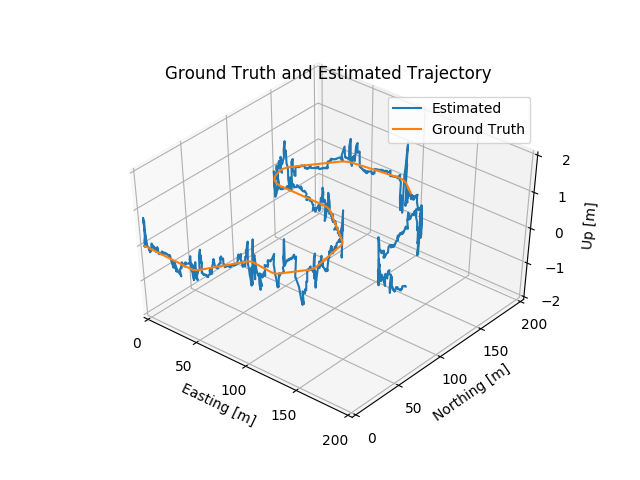 Ground Truth and Estimated Trajectory
Estimated
Ground Truth
2
1
0
−1
−2
Up [m]
0
50
100
150
200
Easting [m]
0
50
100
150
200
Northing [m]